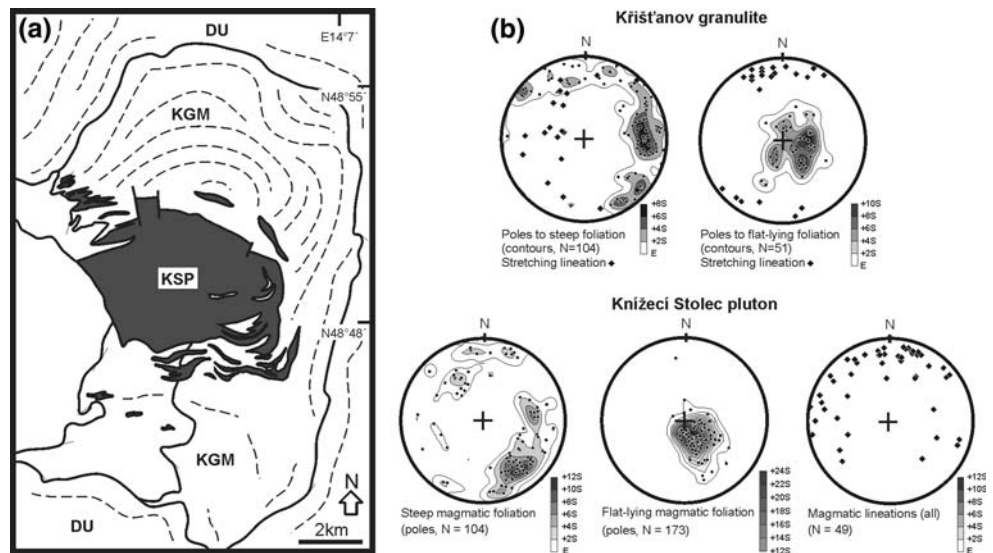 (a)
DU
E14°7´
N48°55´
KGM
KSP
N48°48´
KGM
DU
N
2km
(b)
Křišťanov granulite
N
+8S
+6S
+4S
+2S
E
Poles to steep foliation
(contours, N=104)
Stretching lineation
N
+10S
+8S
+6S
+4S
+2S
E
Poles to flat-lying foliation
(contours, N=51)
Stretching lineation
Knížecí Stolec pluton
N
+12S
+10S
+8S
+6S
+4S
+2S
E
Steep magmatic foliation
(poles, N = 104)
N
+24S
+22S
+20S
+18S
+16S
+14S
+12S
Flat-lying magmatic foliation
(poles, N = 173)
N
+12S
+10S
+8S
+6S
+4S
+2S
E
Magmatic lineations (all)
(N = 49)